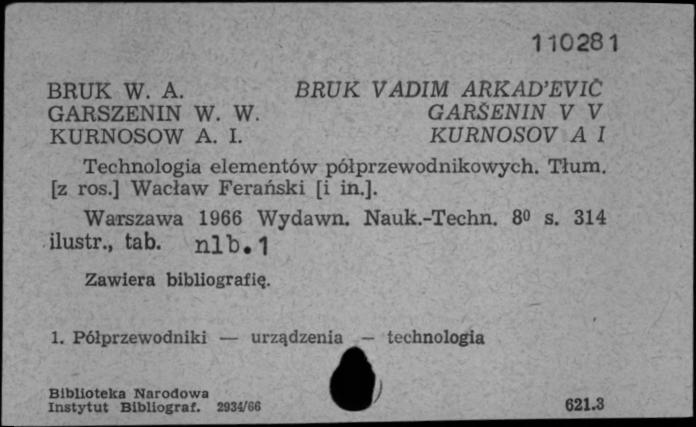 110281
BRUK W. A. BRUK VADIM ARKAD'EVIČ
GARSZENIN W. W. GARŠENIN V V
KURNOSOW A. I. KURNOSOV A I
Technologia elementów półprzewodnikowych. Tłum.
[z ros.] Wacław Ferański [i in.].
Warszawa 1966 Wydawn. Nauk.-Techn. 8⁰ s. 314
ilustr., tab. nlb.1
Zawiera bibliografię.
1. Półprzewodniki — urządzenia — technologia
Biblioteka Narodowa
Instytut Bibliograf. 2934/66 621.3